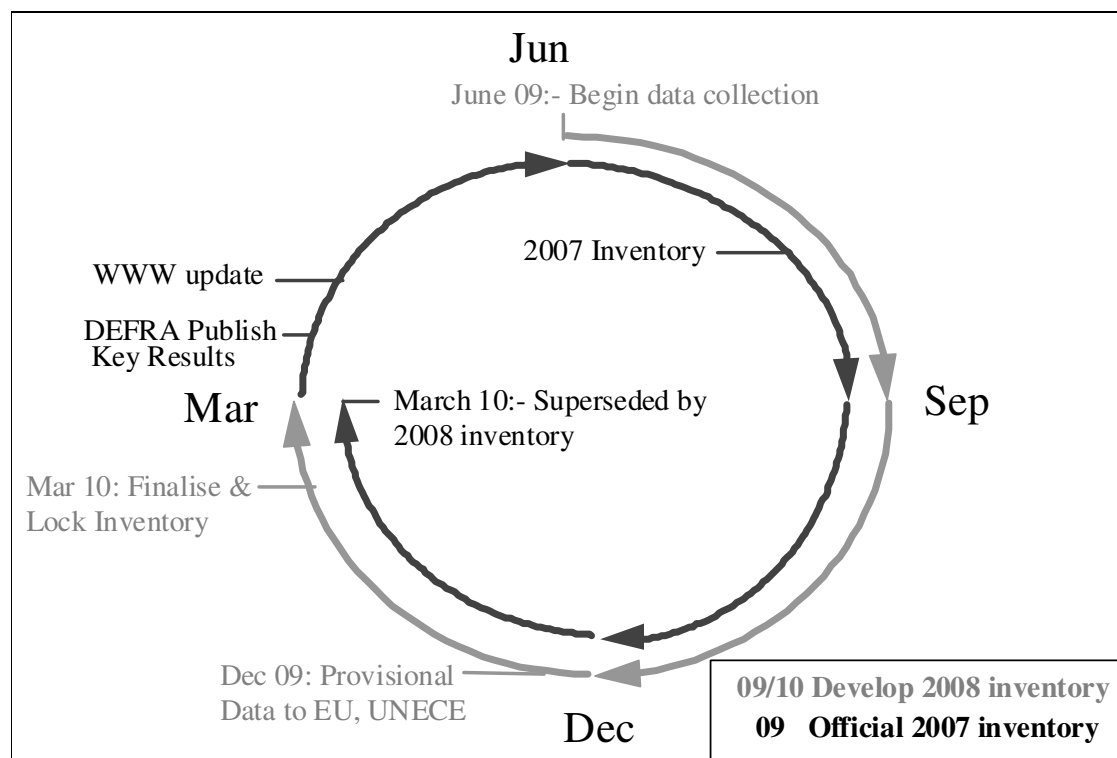 Jun
June 09:- Begin data collection
2007 Inventory
WWW update
DEFRA Publish
Key Results
Mar
March 10:- Superseded by
2008 inventory
Sep
Mar 10: Finalise &
Lock Inventory
Dec 09: Provisional
Data to EU, UNECE
Dec
09/10 Develop 2008 inventory
09 Official 2007 inventory